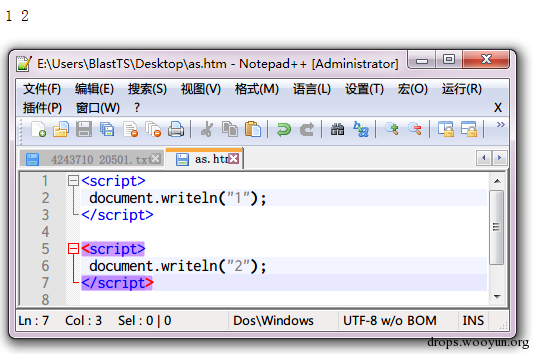 1 2
E:\Users\BlastTS\Desktop\as.htm - Notepad++ [Administrator]
文件(F) 编辑(E) 搜索(S) 视图(V) 格式(M) 语言(L) 设置(T) 宏(O) 运行(R)
插件(P) 窗口(W) ? X
4243710 20501.txt as.htm
1 <script>
2 document.writeln("1");
3 </script>
4
5 <script>
6 document.writeln("2");
7 </script>
8
Ln : 7 Col : 3 Sel : 0 | 0 Dos\Windows UTF-8 w/o BOM INS
drops.wooyun.org